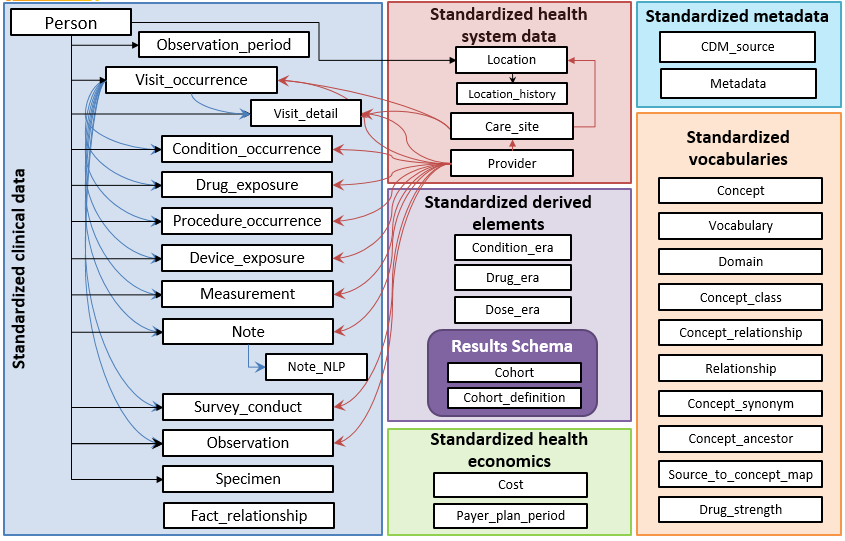 Person
Observation_period
Visit_occurrence
Visit_detail
Condition_occurrence
Drug_exposure
Procedure_occurrence
Device_exposure
Measurement
Note
Note_NLP
Survey_conduct
Observation
Specimen
Fact_relationship
Standardized clinical data
Standardized health
system data
Location
Location_history
Care_site
Provider
Standardized derived
elements
Condition_era
Drug_era
Dose_era
Results Schema
Cohort
Cohort_definition
Standardized health
economics
Cost
Payer_plan_period
Standardized metadata
CDM_source
Metadata
Standardized
vocabularies
Concept
Vocabulary
Domain
Concept_class
Concept_relationship
Relationship
Concept_synonym
Concept_ancestor
Source_to_concept_map
Drug_strength